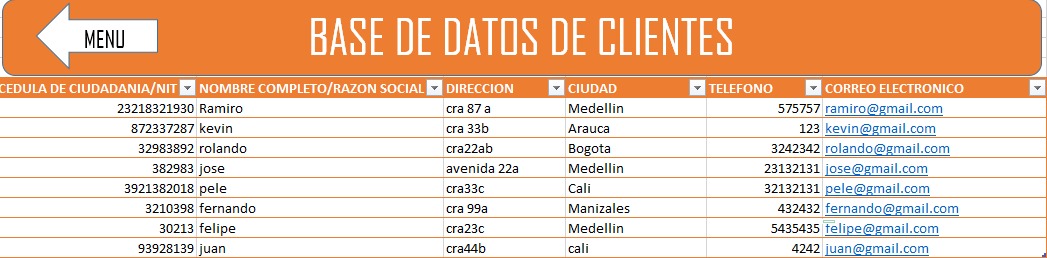 MENU BASE DE DATOS DE CLIENTES
CEDULA DE CIUDADANIA/NIT NOMBRE COMPLETO/RAZON SOCIAL DIRECCION CIUDAD TELEFONO CORREO ELECTRONICO
23218321930 Ramiro cra 87 a Medellin 575757 ramiro@gmail.com
872337287 kevin cra 33b Arauca 123 kevin@gmail.com
32983892 rolando cra22ab Bogota 3242342 rolando@gmail.com
382983 jose avenida 22a Medellin 23132131 jose@gmail.com
3921382018 pele cra33c Cali 32132131 pele@gmail.com
3210398 fernando cra 99a Manizales 432432 fernando@gmail.com
30213 felipe cra23c Medellin 5435435 felipe@gmail.com
93928139 juan cra44b cali 4242 juan@gmail.com